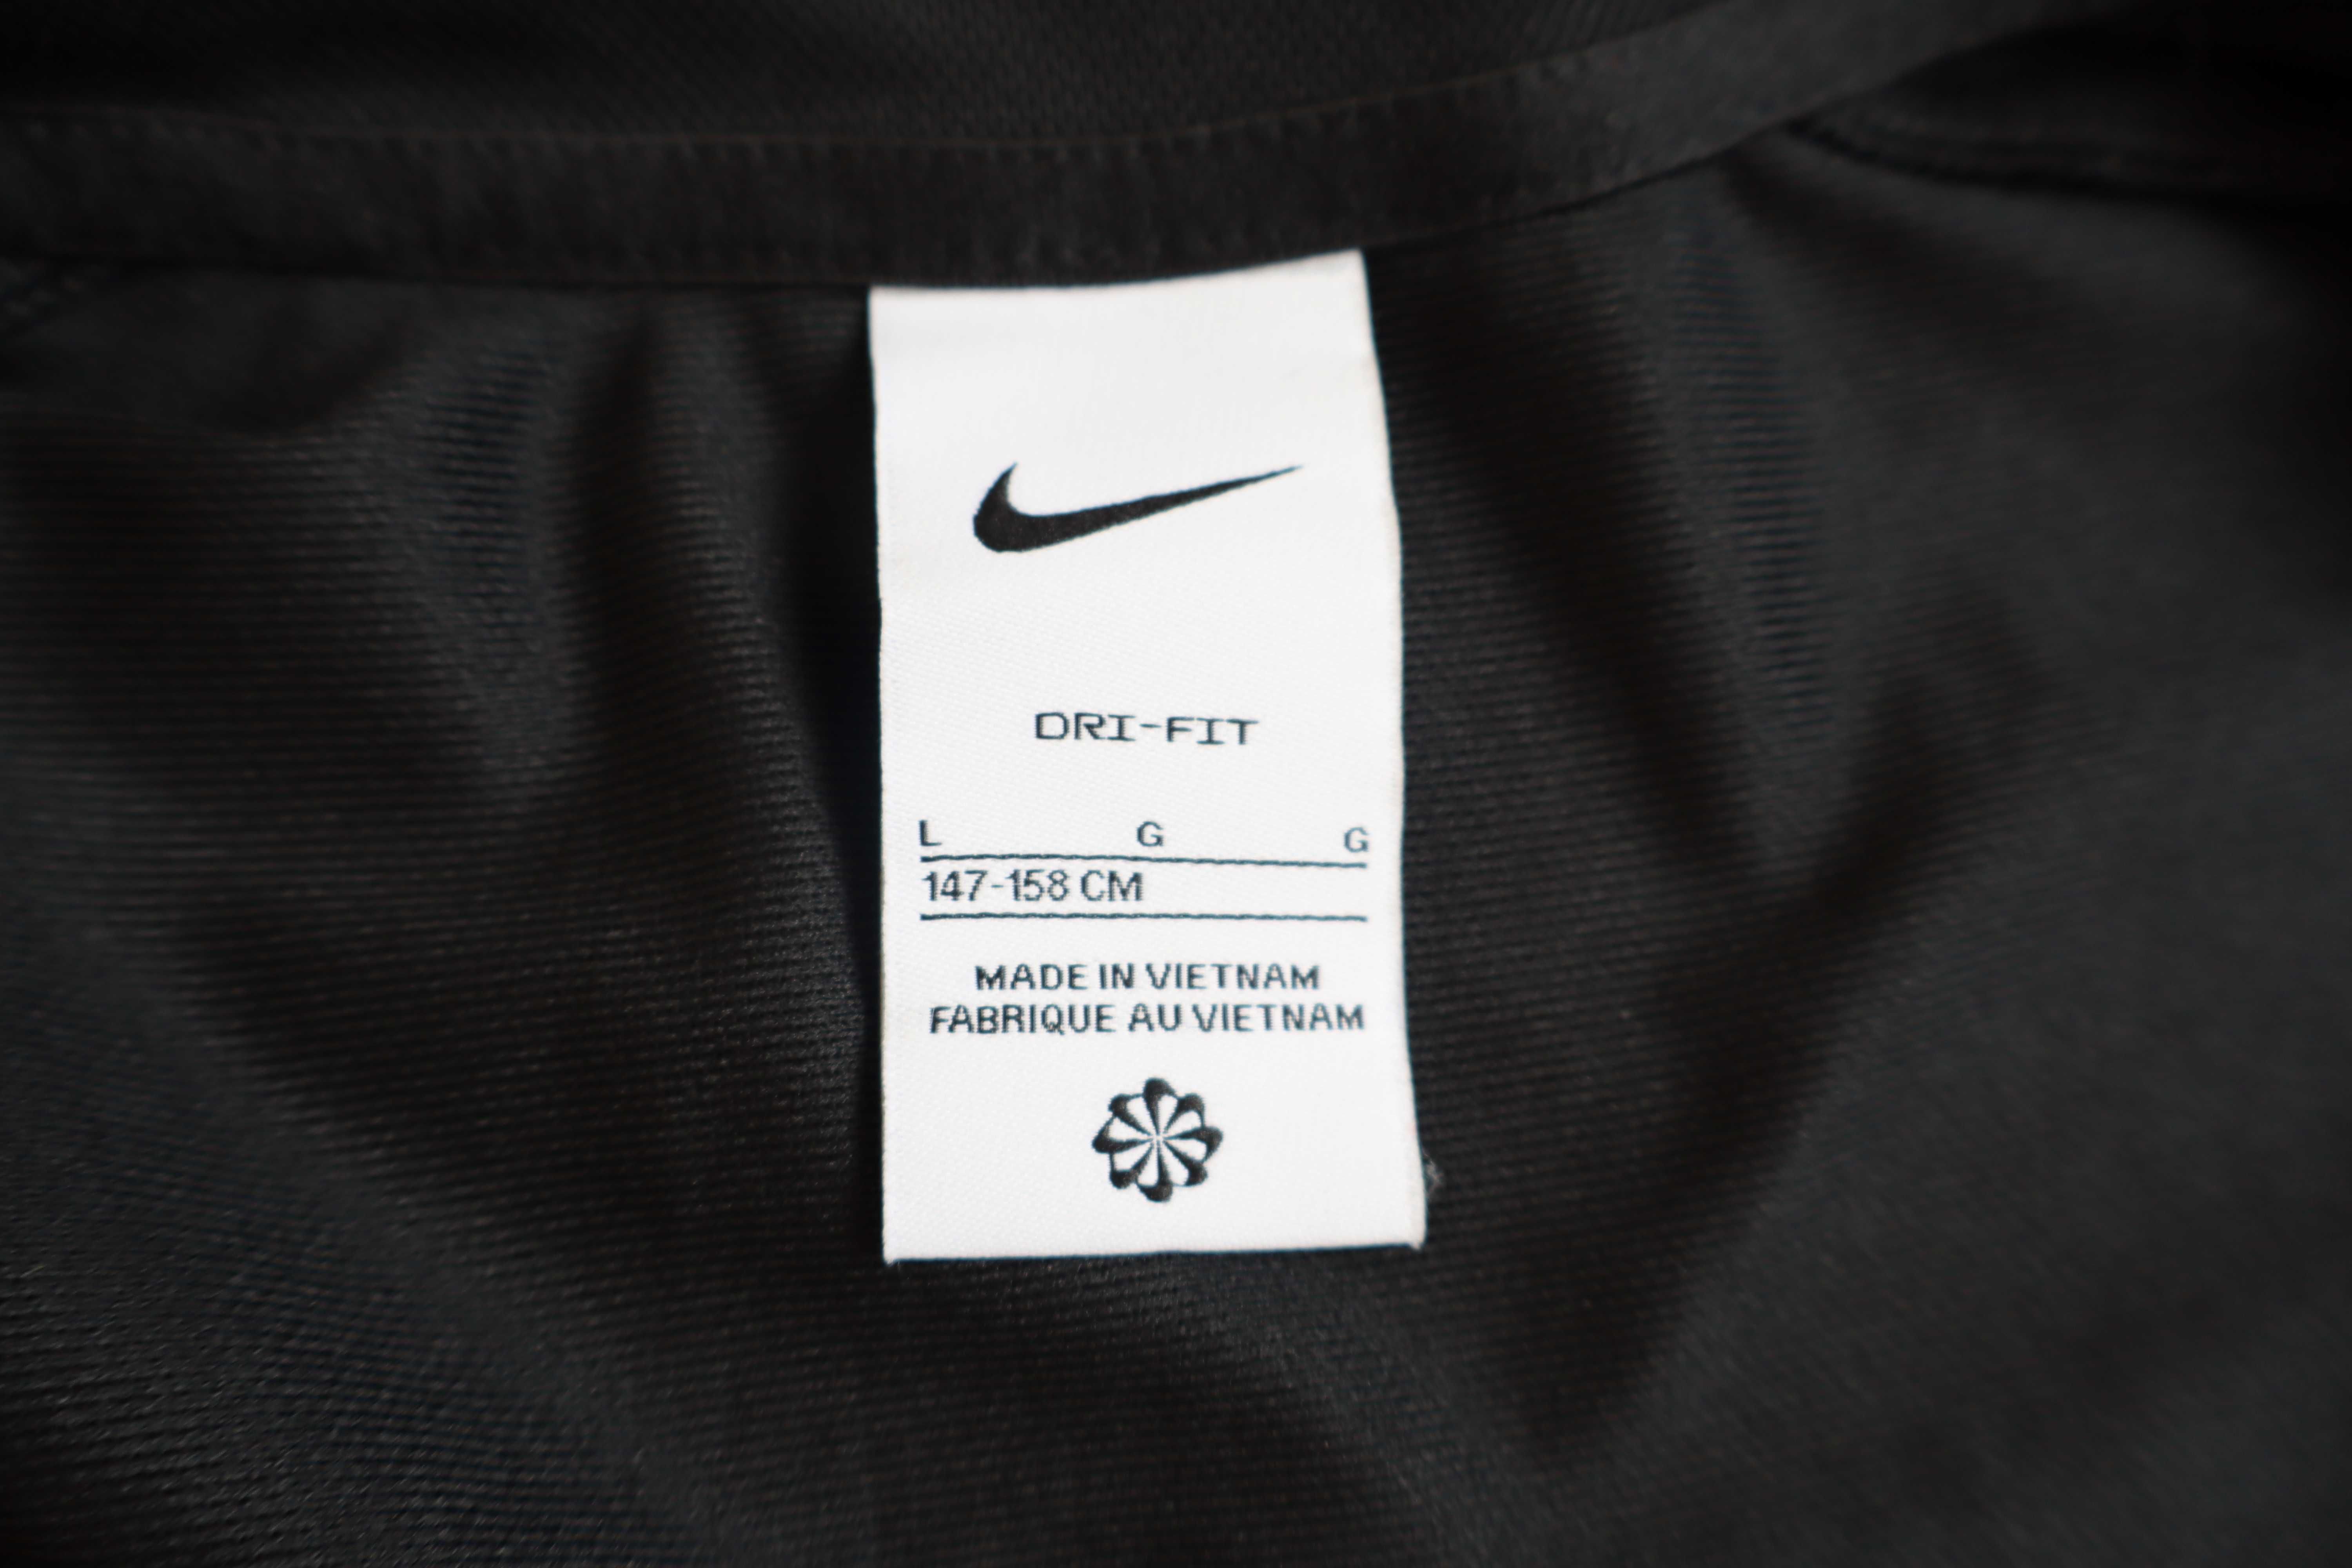 DRI-FIT
L G G
147-158 CM
MADE IN VIETNAM
FABRIQUE AU VIETNAM